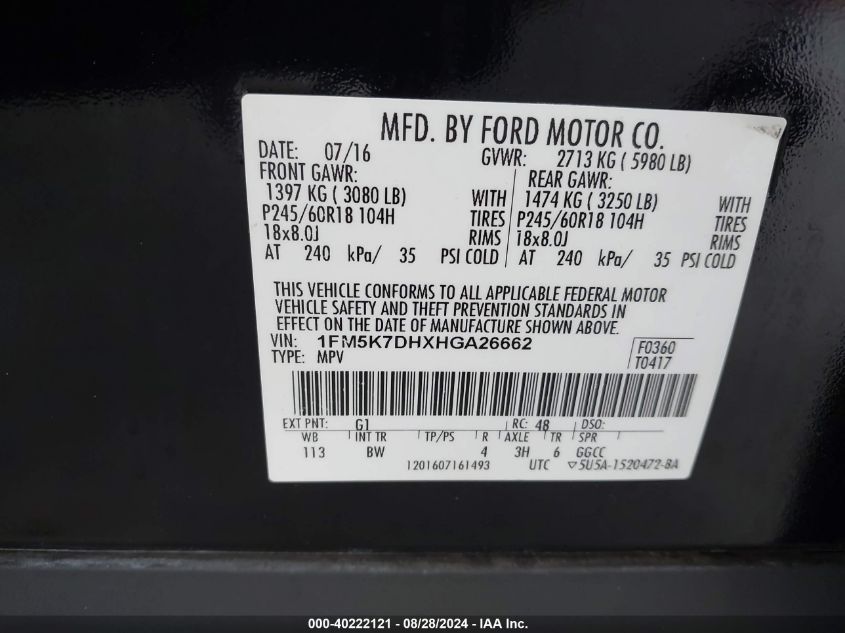 MFD. BY FORD MOTOR CO.
DATE: 07/16 GVWR: 2713 KG ( 5980 LB)
FRONT GAWR: REAR GAWR:
1397 KG ( 3080 LB) WITH 1474 KG ( 3250 LB) WITH
P245/60R18 104H TIRES P245/60R18 104H TIRES
18x8.0J RIMS 18x8.0J RIMS
AT 240 kPa/ 35 PSI COLD AT 240 kPa/ 35 PSI COLD
THIS VEHICLE CONFORMS TO ALL APPLICABLE FEDERAL MOTOR
VEHICLE SAFETY AND THEFT PREVENTION STANDARDS IN
EFFECT ON THE DATE OF MANUFACTURE SHOWN ABOVE.
VIN: 1FM5K7DHXHGA26662 F0360
TYPE: MPV T0417
EXT PNT: G1 RC: 48 DSO:
WB INT TR TP/PS R AXLE TR SPR
113 BW 4 3H 6 GGCC
1201607161493 UTC ▽5U5A-1520472-BA
000-40222121 - 08/28/2024 - IAA Inc.